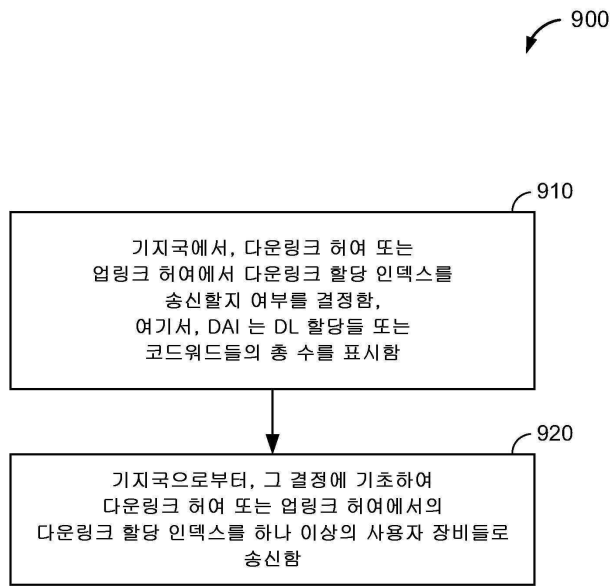 900
910
기지국에서, 다운링크 허여 또는
업링크 허여에서 다운링크 할당 인덱스를
송신할지 여부를 결정함,
여기서, DAI 는 DL 할당들 또는
코드워드들의 총 수를 표시함
920
기지국으로부터, 그 결정에 기초하여
다운링크 허여 또는 업링크 허여에서의
다운링크 할당 인덱스를 하나 이상의 사용자 장비들로
송신함